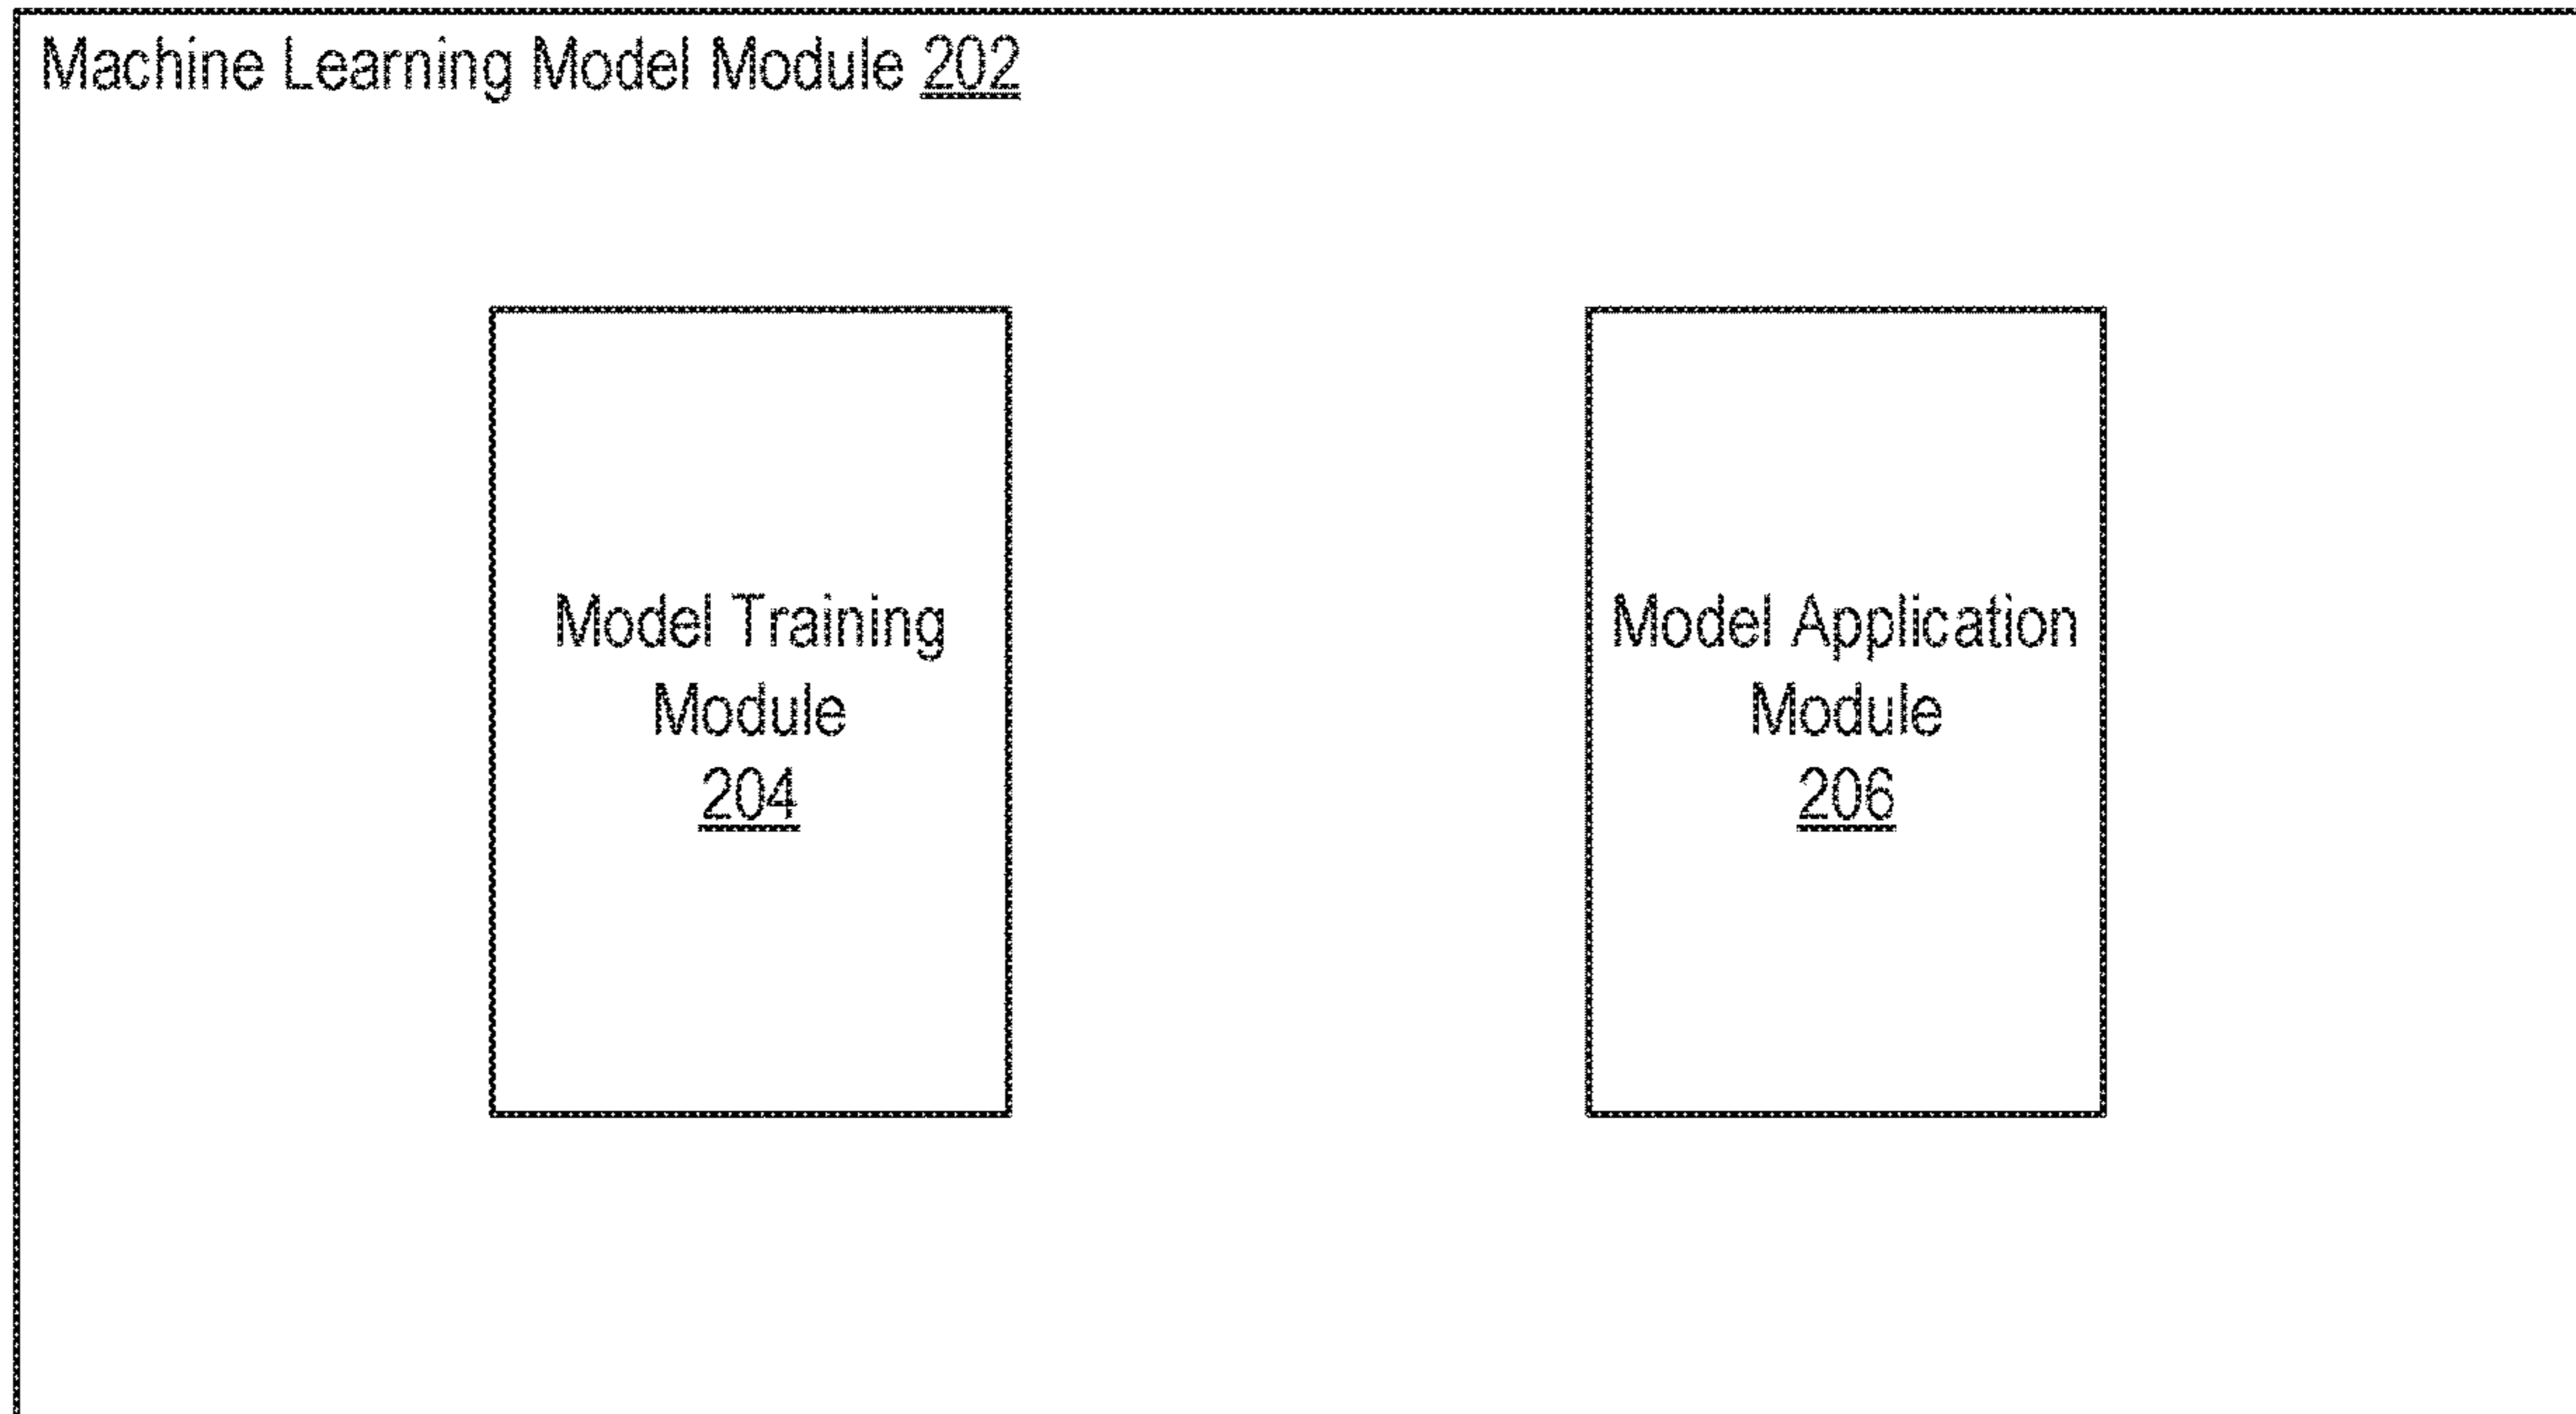 Machine Learning Model Module 202
Model Training
Module
204
Model Application
Module
206